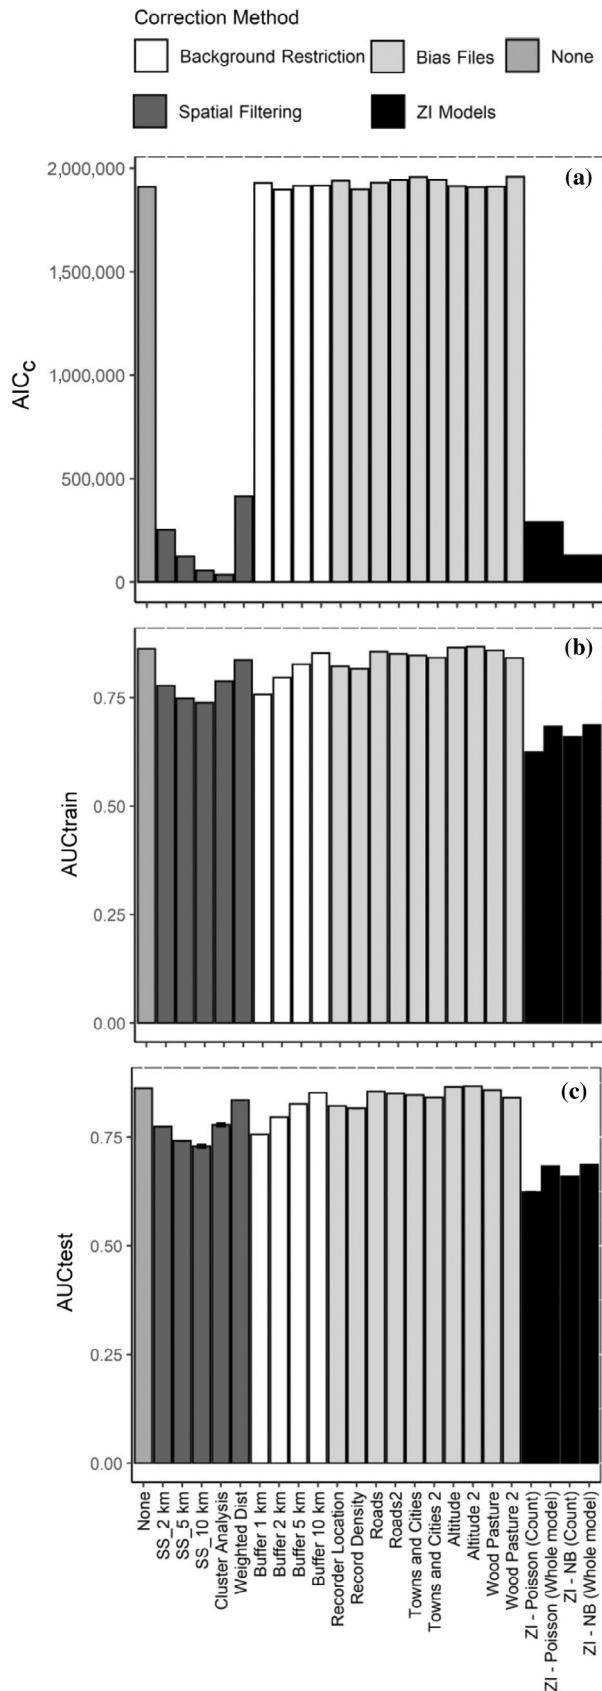 Correction Method
Background Restriction
Bias Files
None
Spatial Filtering
ZI Models
(a)
2,000,000
1,500,000
1,000,000
500,000
0
AICc
(b)
0.75
0.50
0.25
0.00
AUCtrain
(c)
0.75
0.50
0.25
0.00
AUCtest
None
SS_2 km
SS_5 km
SS_10 km
Cluster Analysis
Weighted Dist
Buffer 1 km
Buffer 2 km
Buffer 5 km
Buffer 10 km
Recorder Location
Record Density
Roads
Roads2
Towns and Cities
Towns and Cities 2
Altitude
Altitude 2
Wood Pasture
Wood Pasture 2
ZI - Poisson (Count)
ZI - Poisson (Whole model)
ZI - NB (Count)
ZI - NB (Whole model)